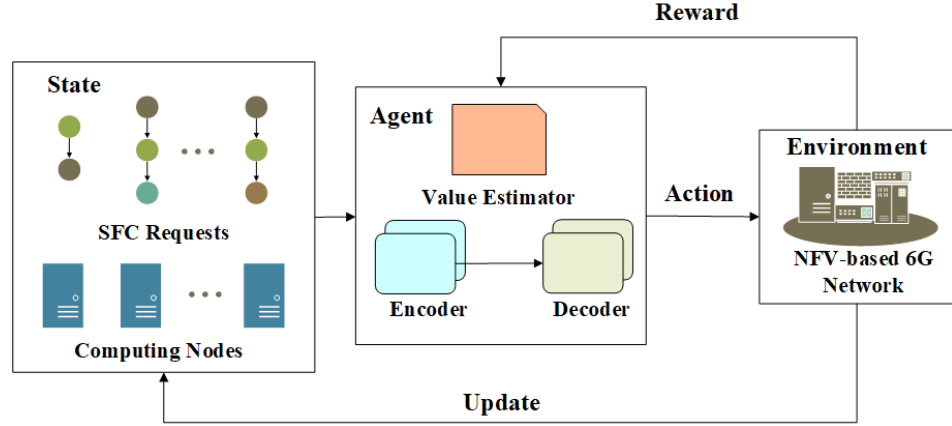 Reward
State
SFC Requests
Computing Nodes
Agent
Value Estimator
Encoder
Decoder
Action
Environment
NFV-based 6G
Network
Update